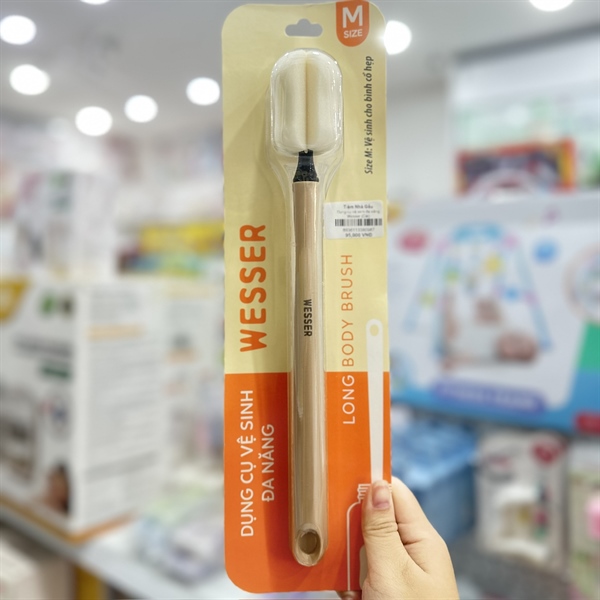 M
SIZE
Size M: Vệ sinh cho bình cổ hẹp
WESSER
WESSER
LONG BODY BRUSH
DỤNG CỤ VỆ SINH
ĐA NĂNG